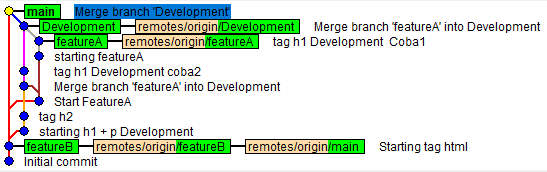 main Merge branch 'Development'
Development remotes/origin/Development Merge branch 'featureA' into Development
featureA remotes/origin/featureA tag h1 Development Coba1
starting featureA
tag h1 Development coba2
Merge branch 'featureA' into Development
Start FeatureA
tag h2
starting h1 + p Development
featureB remotes/origin/featureB remotes/origin/main Starting tag html
Initial commit